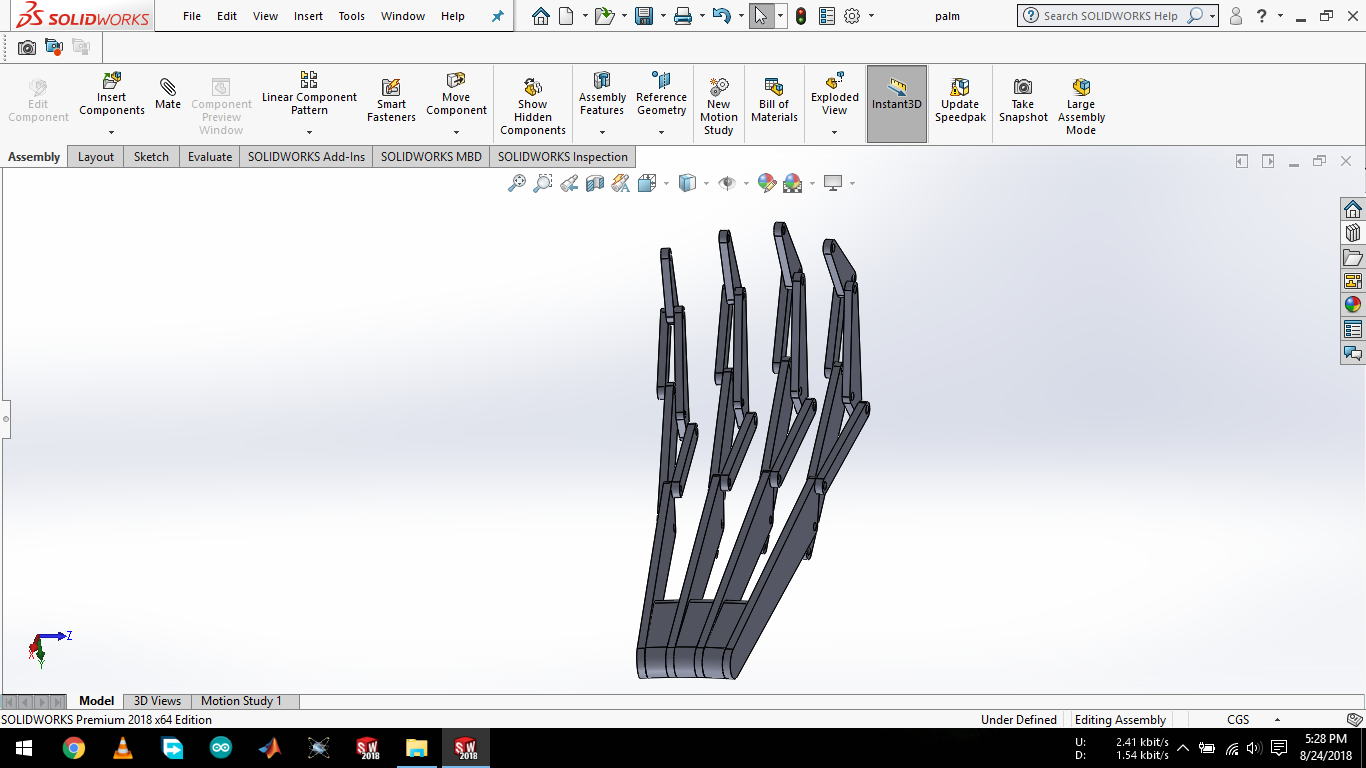 SOLIDWORKS File Edit View Insert Tools Window Help palm Search SOLIDWORKS Help ?
Edit Component
Insert Components
Mate
Component Preview Window
Linear Component Pattern
Smart Fasteners
Move Component
Show Hidden Components
Assembly Features
Reference Geometry
New Motion Study
Bill of Materials
Exploded View
Instant3D
Update Speedpak
Take Snapshot
Large Assembly Mode
Assembly Layout Sketch Evaluate SOLIDWORKS Add-Ins SOLIDWORKS MBD SOLIDWORKS Inspection
Z
X
Y
Model 3D Views Motion Study 1
SOLIDWORKS Premium 2018 x64 Edition Under Defined Editing Assembly CGS
SW 2018 SW 2018
U: 2.41 kbit/s 5:28 PM
D: 1.54 kbit/s 8/24/2018